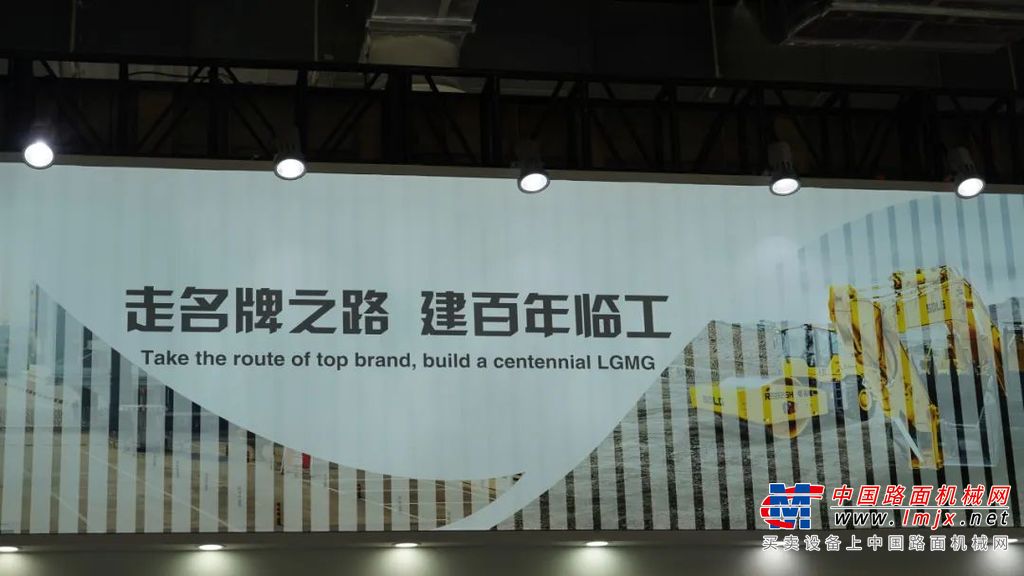 走名牌之路 建百年临工
Take the route of top brand, build a centennial LGMG
中国路面机械网
www.lmjx.net
买卖设备上中国路面机械网